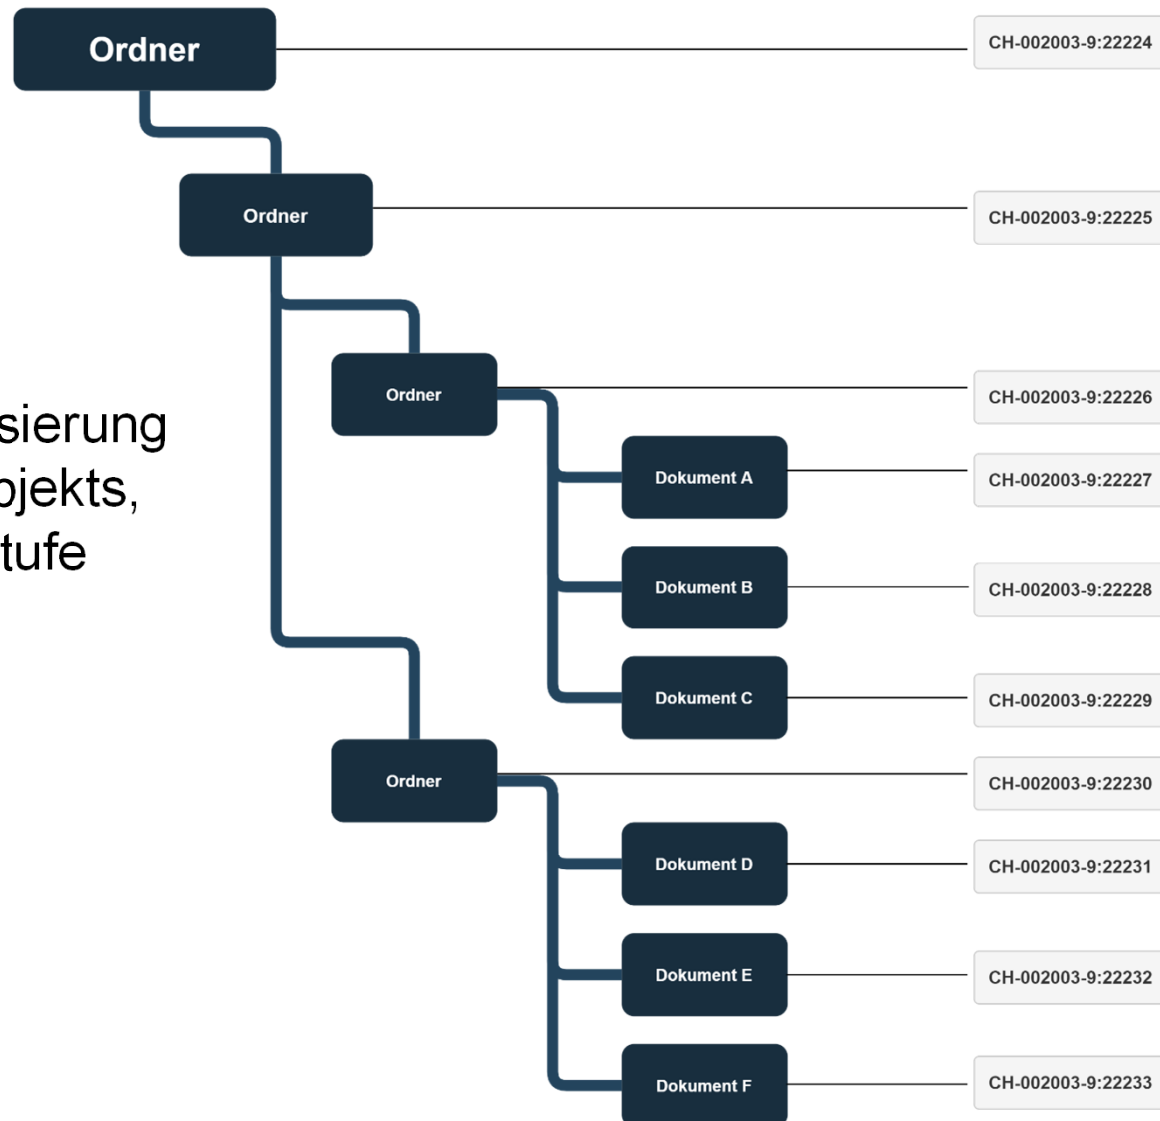 Ordner
CH-002003-9:22224
Ordner
CH-002003-9:22225
Ordner
CH-002003-9:22226
sierung
ojekts,
tufe
Dokument A
CH-002003-9:22227
Dokument B
CH-002003-9:22228
Dokument C
CH-002003-9:22229
Ordner
CH-002003-9:22230
Dokument D
CH-002003-9:22231
Dokument E
CH-002003-9:22232
Dokument F
CH-002003-9:22233